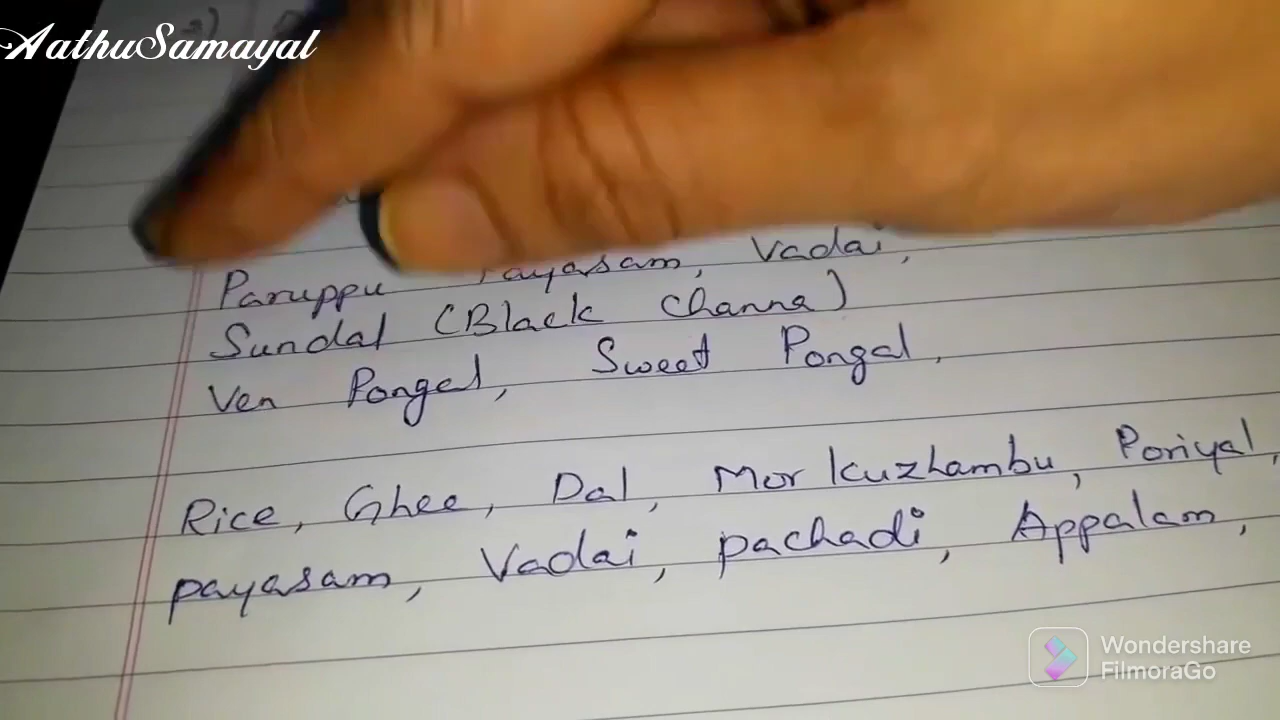 AathuSamayal
Paruppu Payasam, Vadai,
Sundal (Black Channa)
Ven Pongal, Sweet Pongal,
Rice, Ghee, Dal, Mor kuzhambu, Poriyal,
payasam, Vadai, pachadi, Appalam,
Wondershare
FilmoraGo